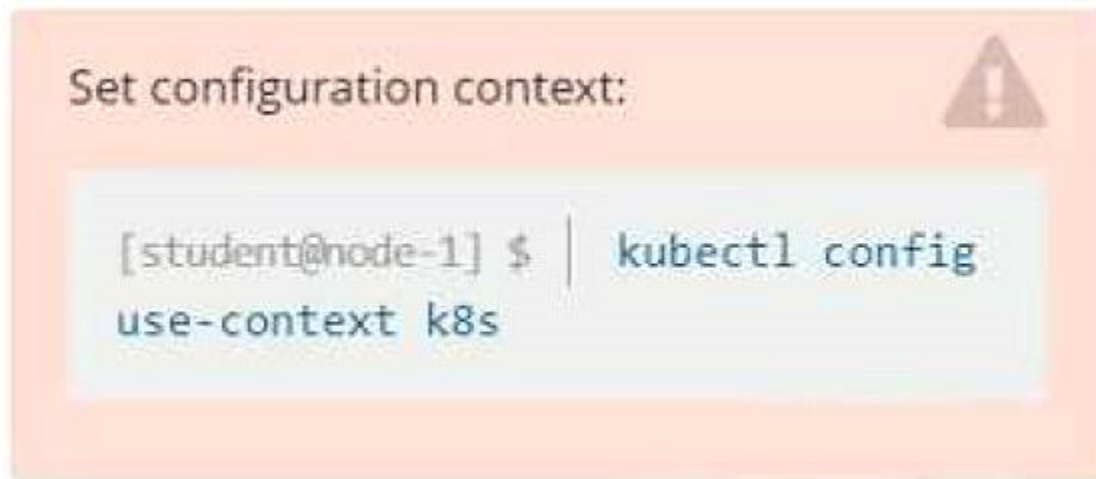 Set configuration context:
[student@node-1] $ | kubectl config
use-context k8s